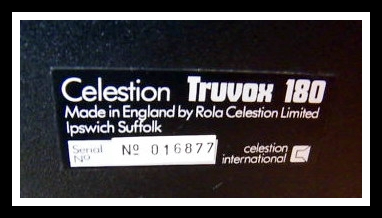 Celestion Truvox 180
Made in England by Rola Celestion Limited
Ipswich Suffolk
Serial No Nº 016877
celestion
international